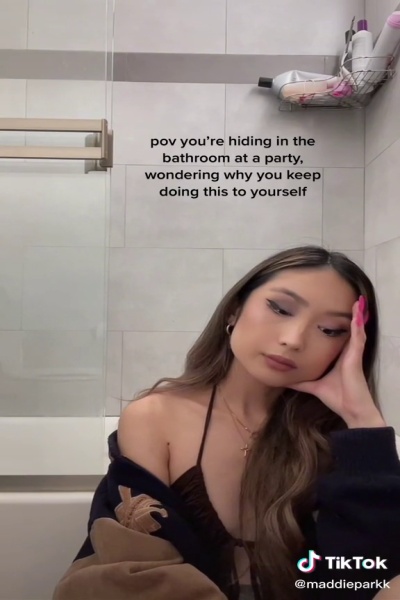 pov you're hiding in the
bathroom at a party,
wondering why you keep
doing this to yourself
TikTok
@maddieparkk